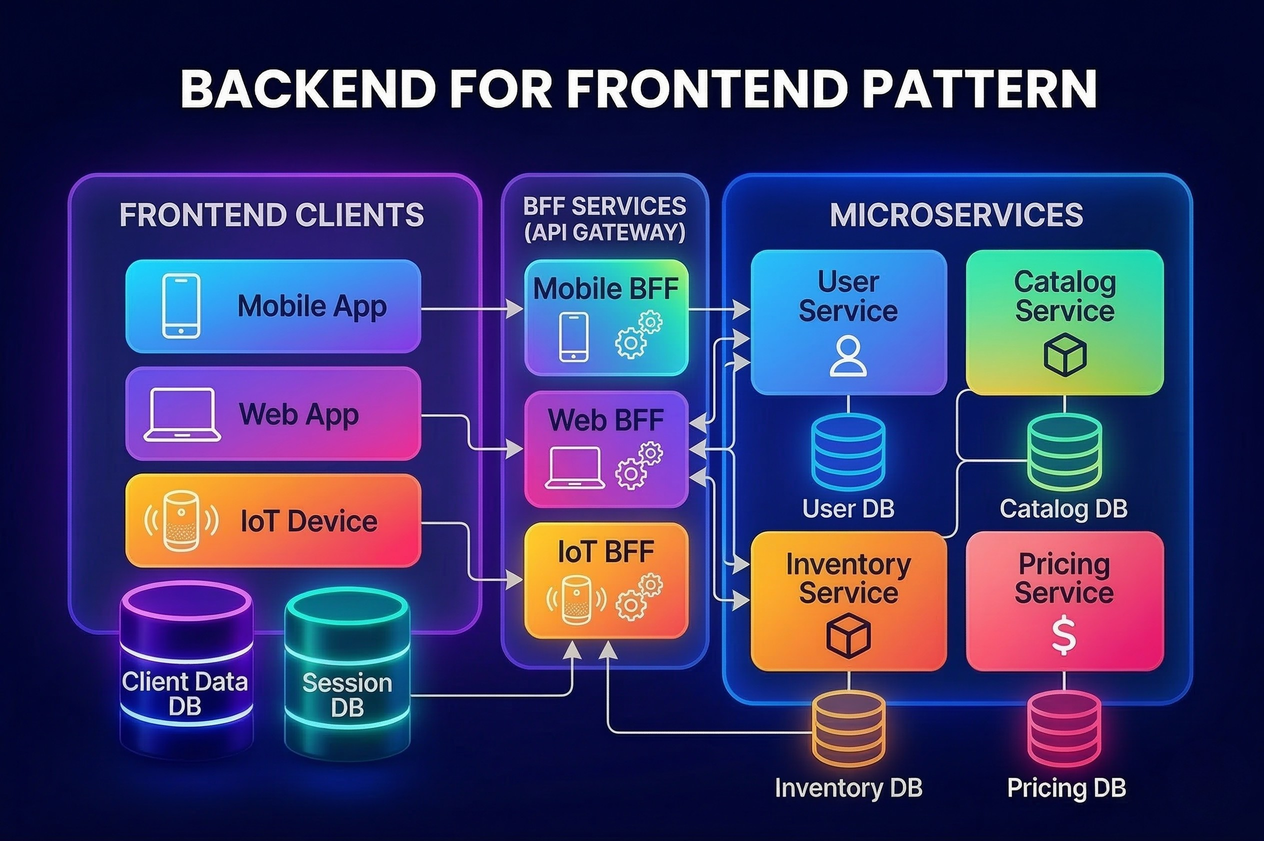 BACKEND FOR FRONTEND PATTERN
FRONTEND CLIENTS
Mobile App
Web App
IoT Device
Client Data
DB
Session
DB
BFF SERVICES
(API GATEWAY)
Mobile BFF
Web BFF
IoT BFF
MICROSERVICES
User
Service
Catalog
Service
User DB
Catalog DB
Inventory
Service
Pricing
Service
$
Inventory DB
Pricing DB